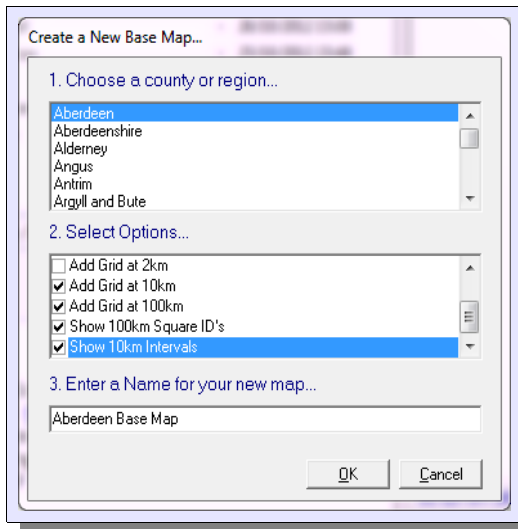 Create a New Base Map...
1. Choose a county or region...
Aberdeen
Aberdeenshire
Alderney
Angus
Antrim
Argyll and Bute
2. Select Options...
Add Grid at 2km
Add Grid at 10km
Add Grid at 100km
Show 100km Square ID's
Show 10km Intervals
3. Enter a Name for your new map...
Aberdeen Base Map
OK Cancel